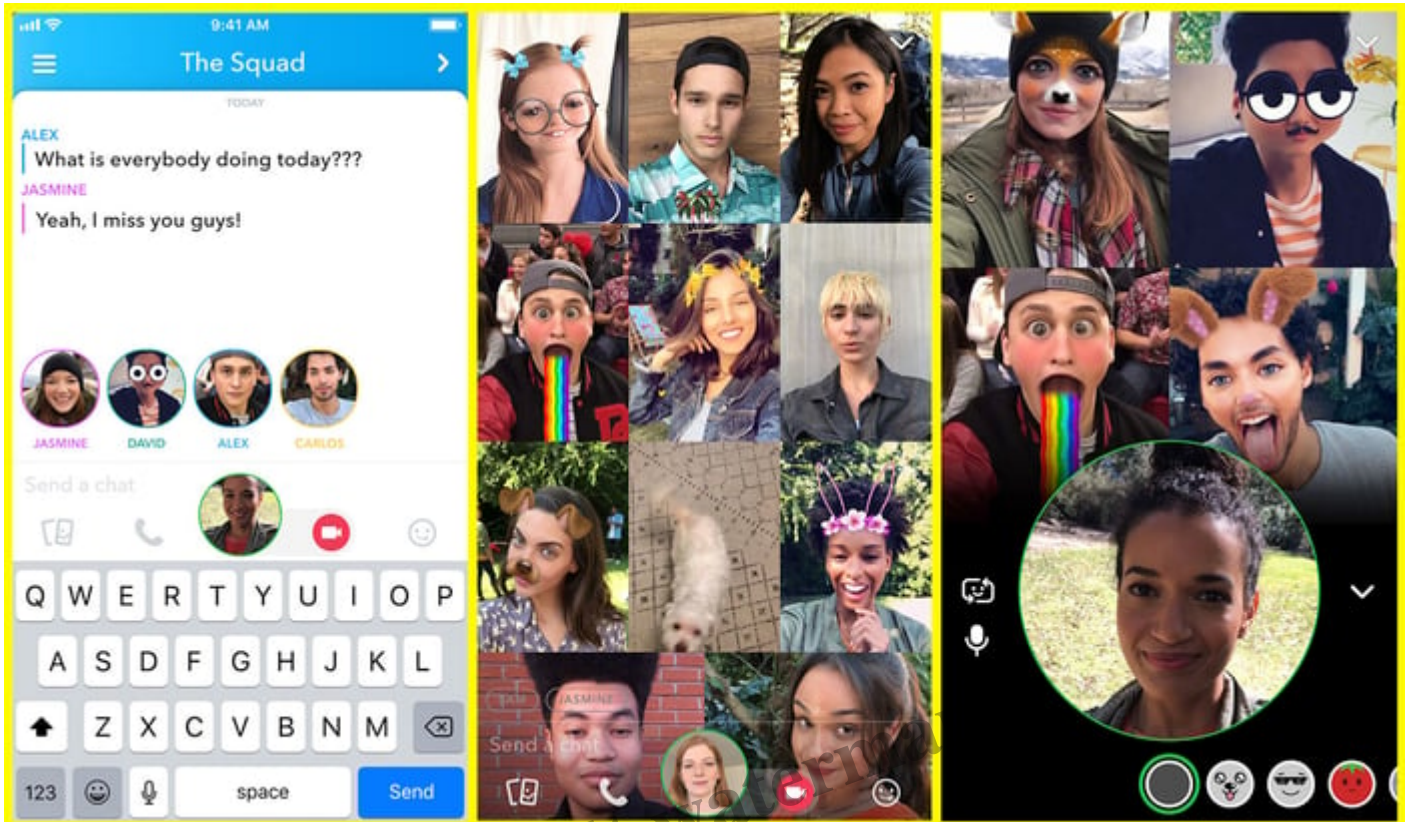 9:41 AM
The Squad
TODAY
ALEX
What is everybody doing today???
JASMINE
Yeah, I miss you guys!
JASMINE DAVID ALEX CARLOS
Send a chat
Q W E R T Y U I O P
A S D F G H J K L
Z X C V B N M
123 space Send
JASMINE
Send a chat